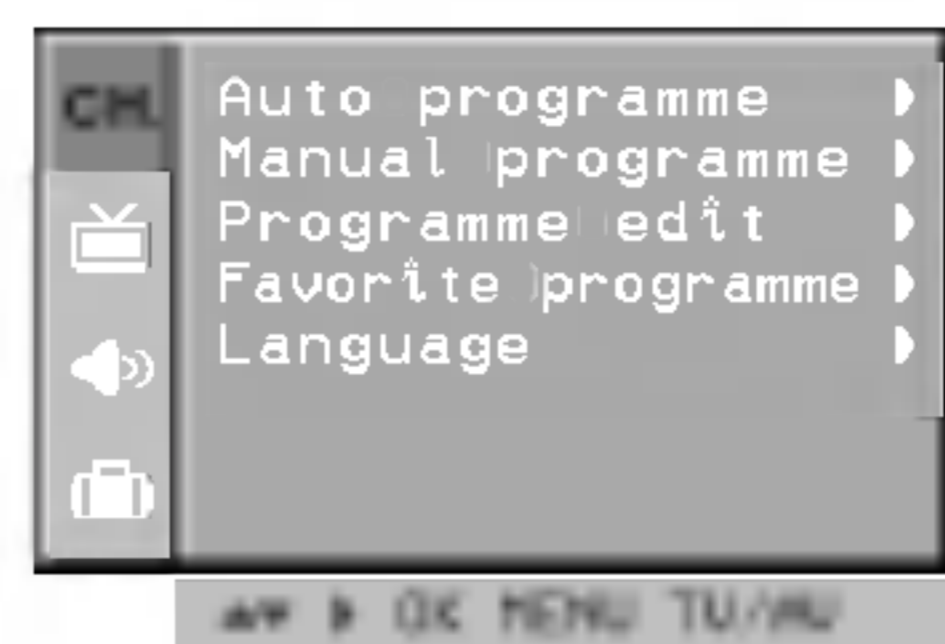 CH.
Auto programme
Manual programme
Programme edit
Favorite programme
Language
OK MENU TV/AV